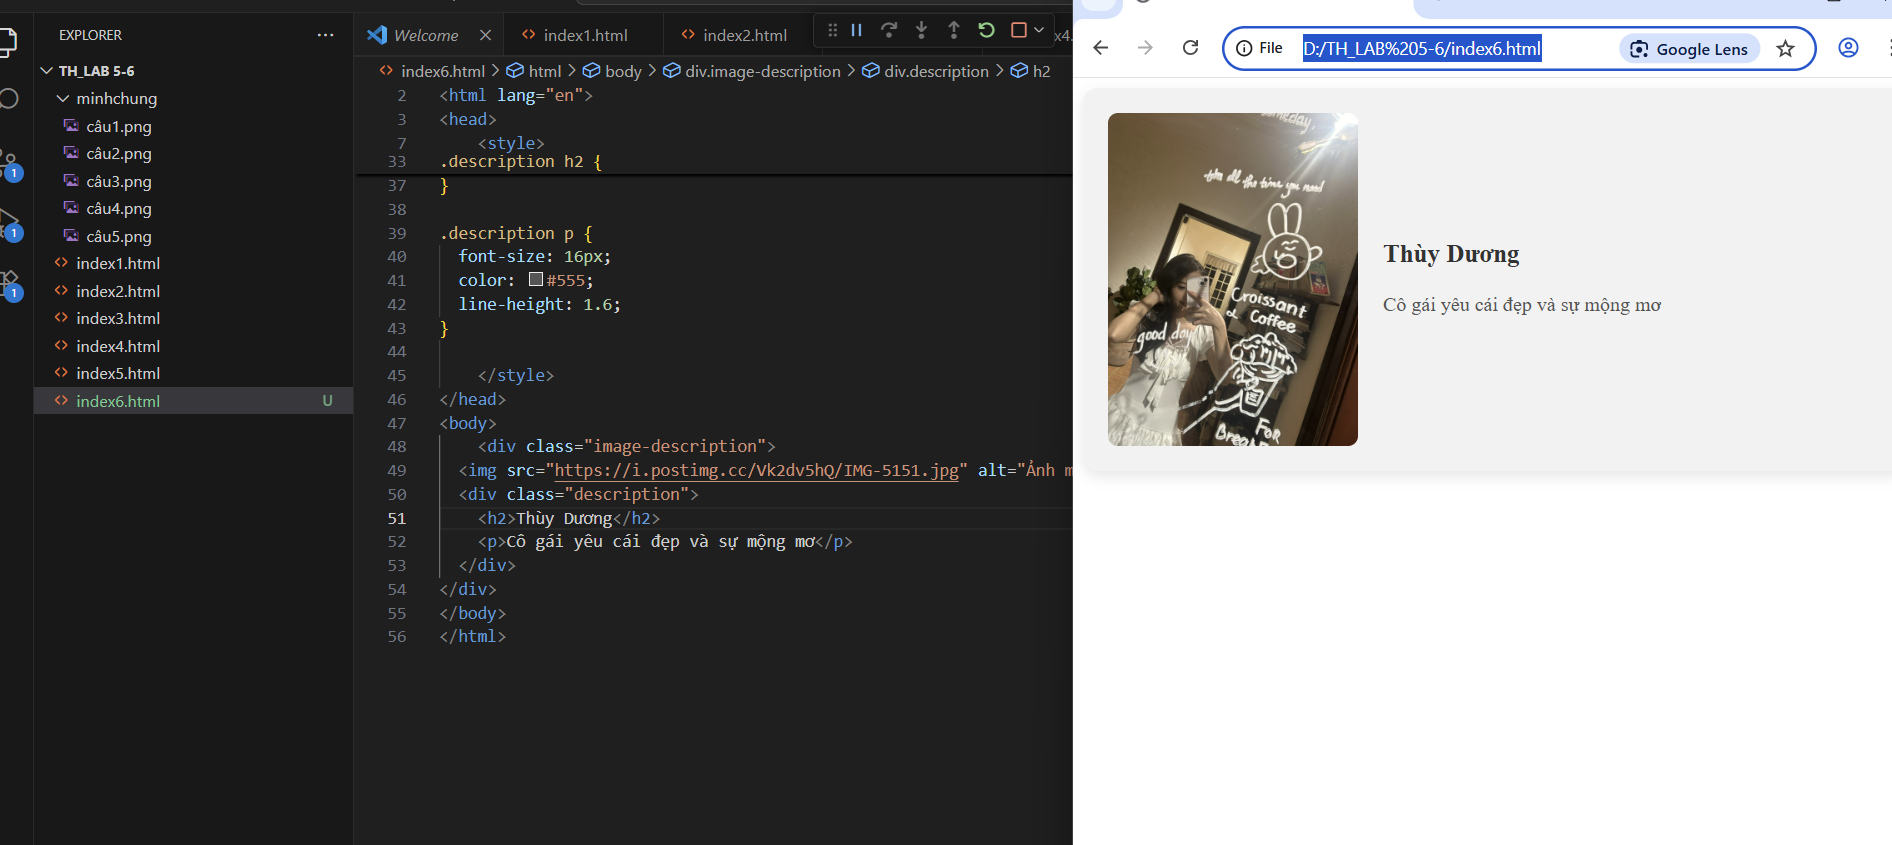 EXPLORER
TH_LAB 5-6
minhchung
câu1.png
câu2.png
câu3.png
câu4.png
câu5.png
index1.html
index2.html
index3.html
index4.html
index5.html
index6.html U
1
1
1
Welcome index1.html index2.html x4.
index6.html > html > body > div.image-description > div.description > h2
2 <html lang="en">
3 <head>
7 <style>
33 .description h2 {
37 }
38
39 .description p {
40 font-size: 16px;
41 color: #555;
42 line-height: 1.6;
43 }
44
45 </style>
46 </head>
47 <body>
48 <div class="image-description">
49 <img src="https://i.postimg.cc/Vk2dv5hQ/IMG-5151.jpg" alt="Ảnh m
50 <div class="description">
51 <h2>Thùy Dương</h2>
52 <p>Cô gái yêu cái đẹp và sự mộng mơ</p>
53 </div>
54 </div>
55 </body>
56 </html>
File D:/TH_LAB%205-6/index6.html Google Lens
someday,
take all the time you need
Croissant
& Coffee
good day
For
Thùy Dương
Cô gái yêu cái đẹp và sự mộng mơ